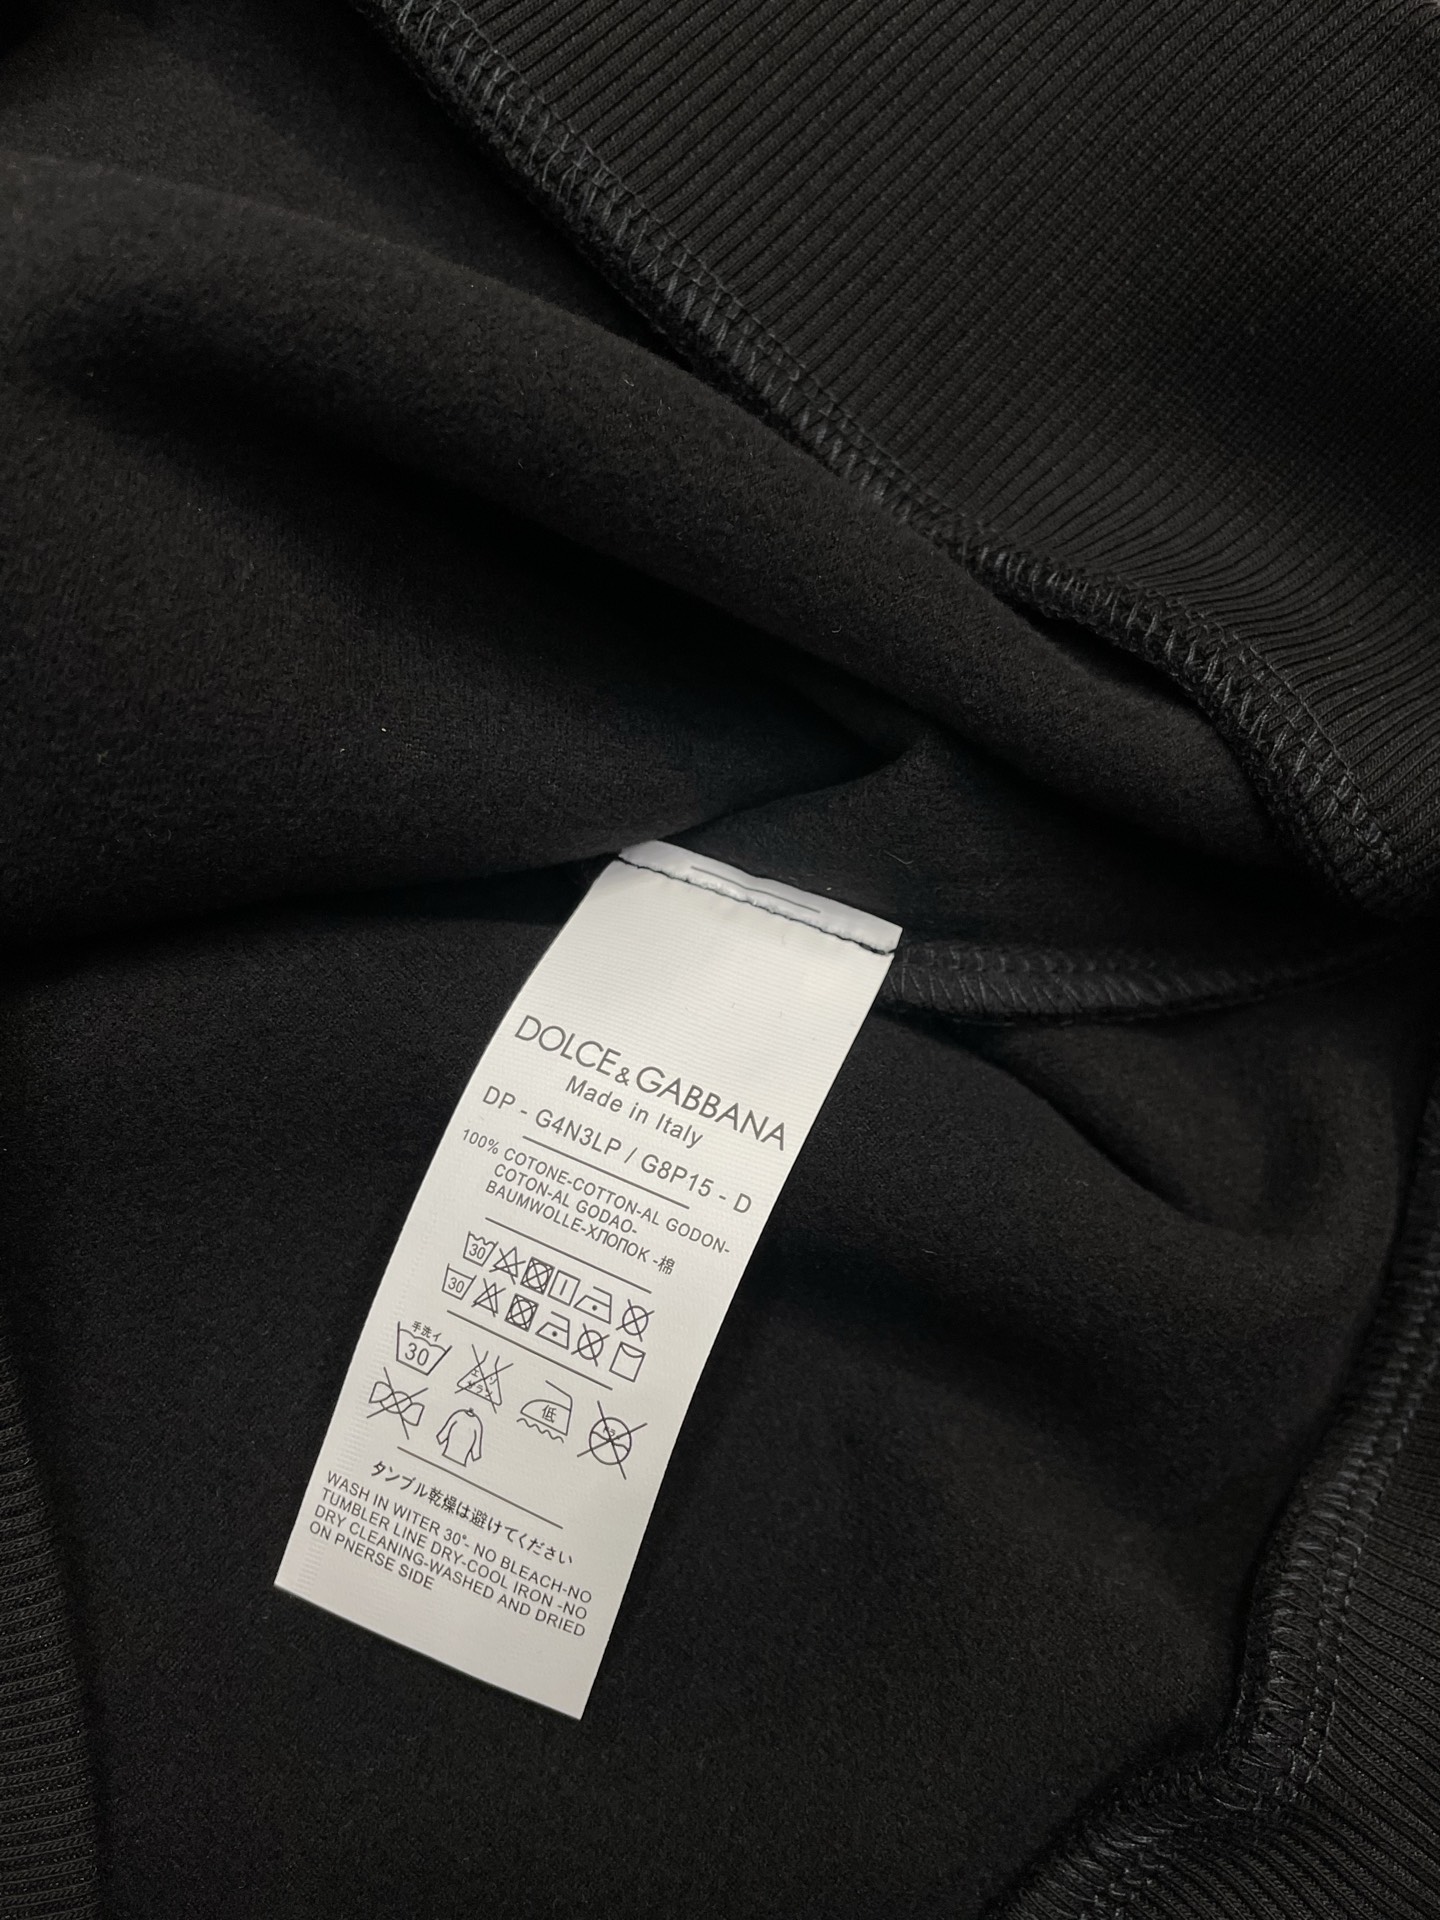 DOLCE&GABBANA
Made in Italy
DP - G4N3LP / G8P15 - D
100% COTONE-COTTON-AL GODON-
COTON-AL GODAO-
BAUMWOLLE-ХПОПОК -棉
30
30
手洗イ
30
低
タンブル乾燥は避けてください
WASH IN WITER 30°- NO BLEACH-NO
TUMBLER LINE DRY-COOL IRON -NO
DRY CLEANING-WASHED AND DRIED
ON PNERSE SIDE